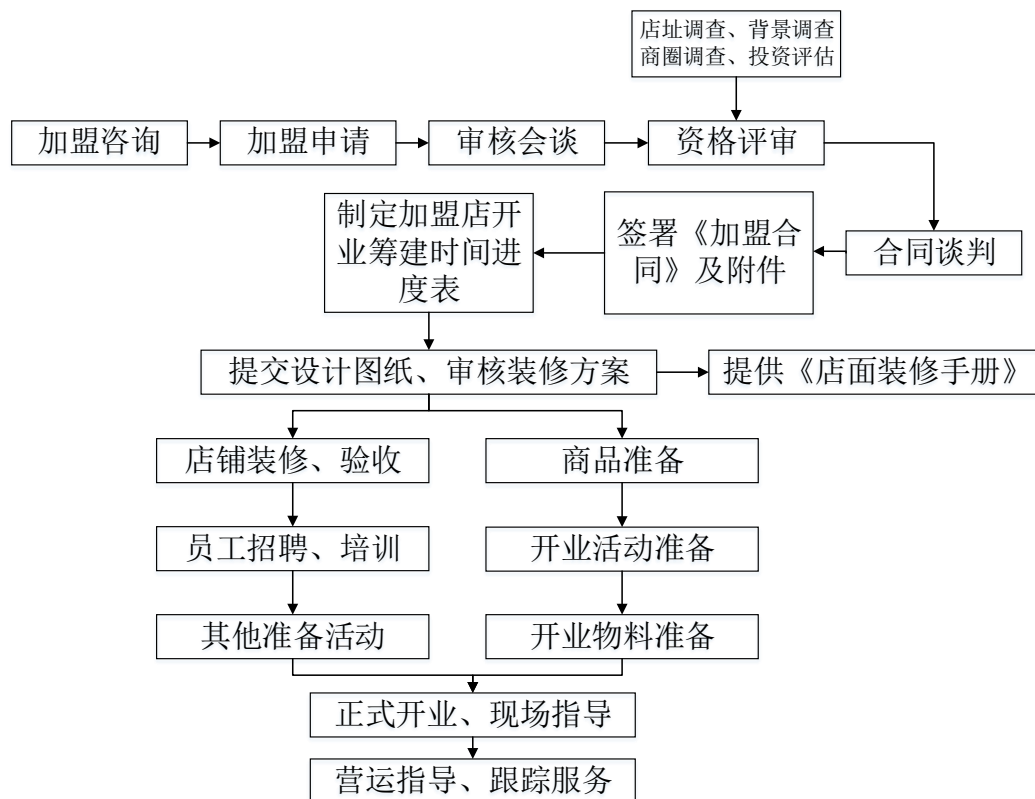 店址调查、背景调查
商圈调查、投资评估
加盟咨询
加盟申请
审核会谈
资格评审
制定加盟店开
业筹建时间进
度表
签署《加盟合
同》及附件
合同谈判
提交设计图纸、审核装修方案
提供《店面装修手册》
店铺装修、验收
商品准备
员工招聘、培训
开业活动准备
其他准备活动
开业物料准备
正式开业、现场指导
营运指导、跟踪服务